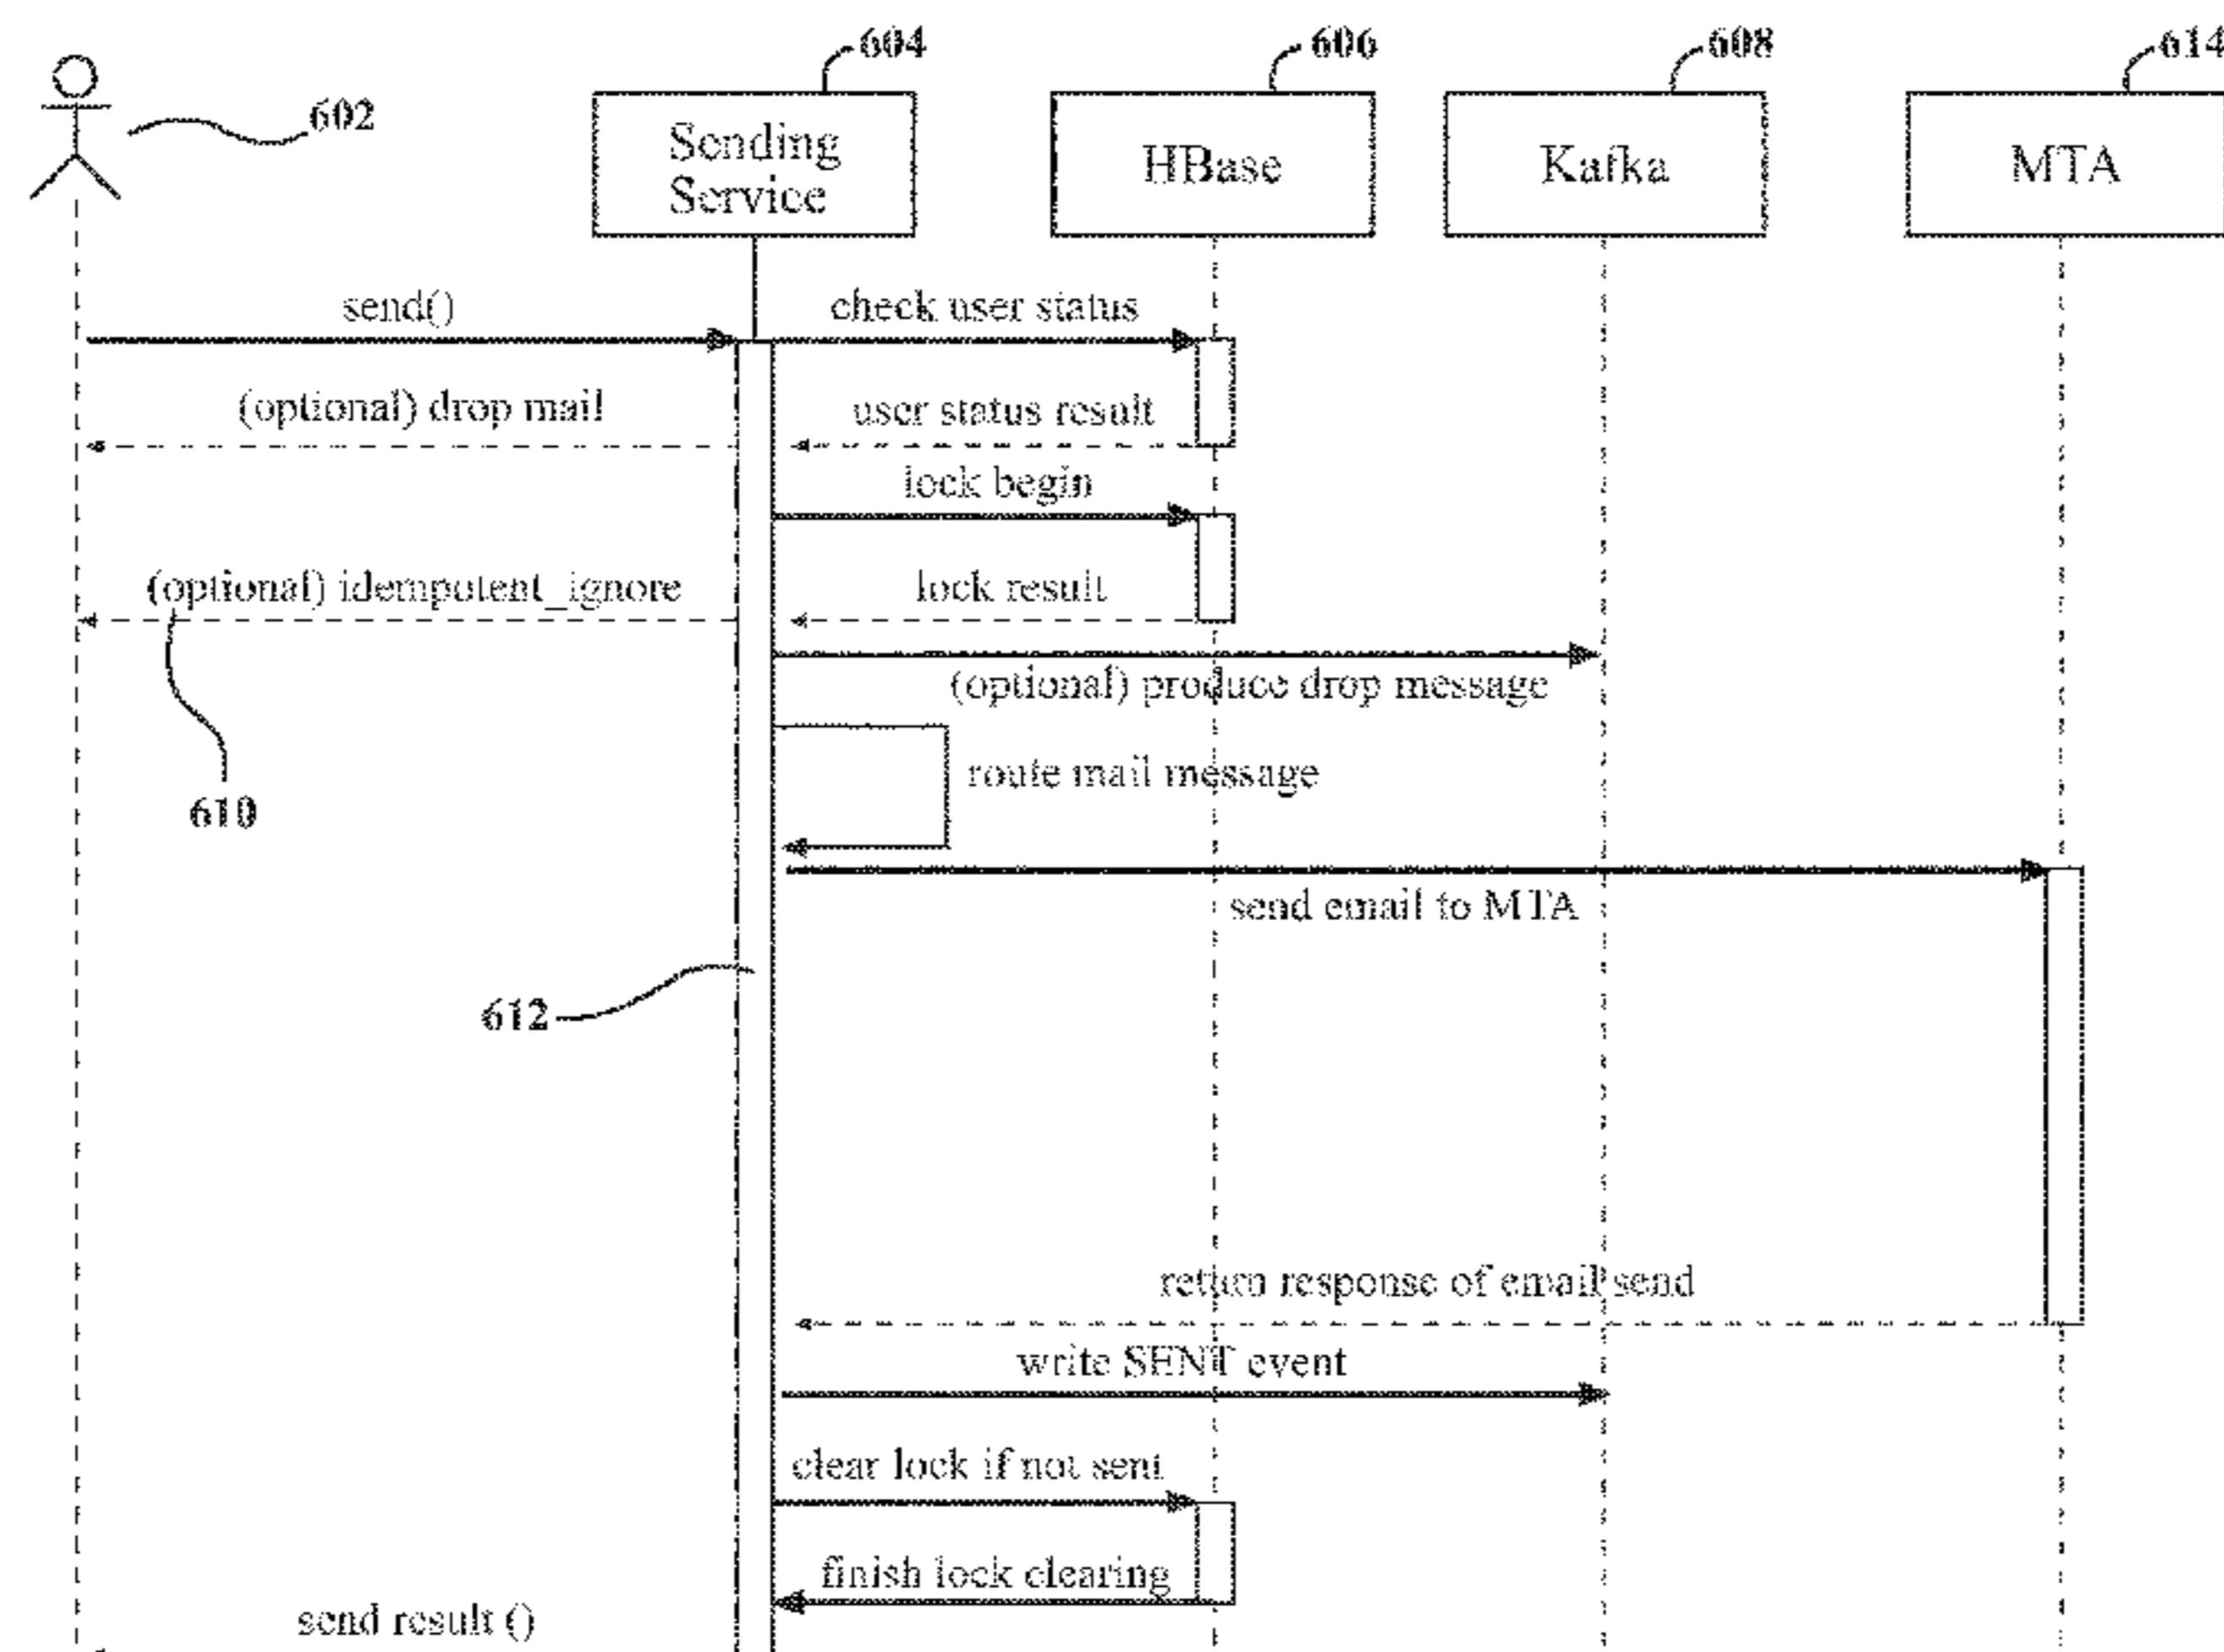 604
606
608
614
602
Sending
Service
HBase
Kafka
MTA
send()
check user status
(optional) drop mail
user status result
lock begin
(optional) idempotent_ignore
lock result
(optional) produce drop message
route mail message
610
send email to MTA
612
return response of email send
write SENT event
clear lock if not sent
finish lock clearing
send result ()